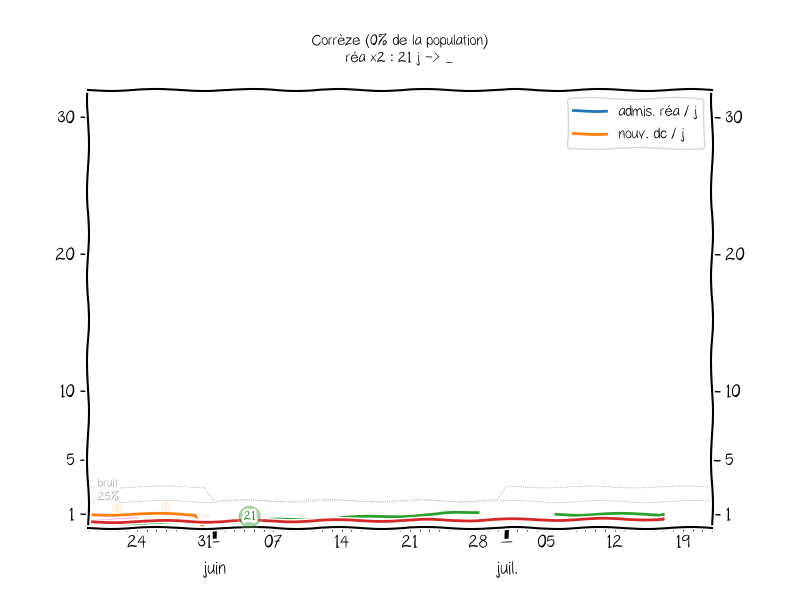 Corrèze (0% de la population)
réa x2 : 21 j -> _
admis. réa / j
nouv. dc / j
30
30
20
20
10
10
5
5
bruit
25%
1
21
1
24 31 07 14 21 28 05 12 19
juin juil.